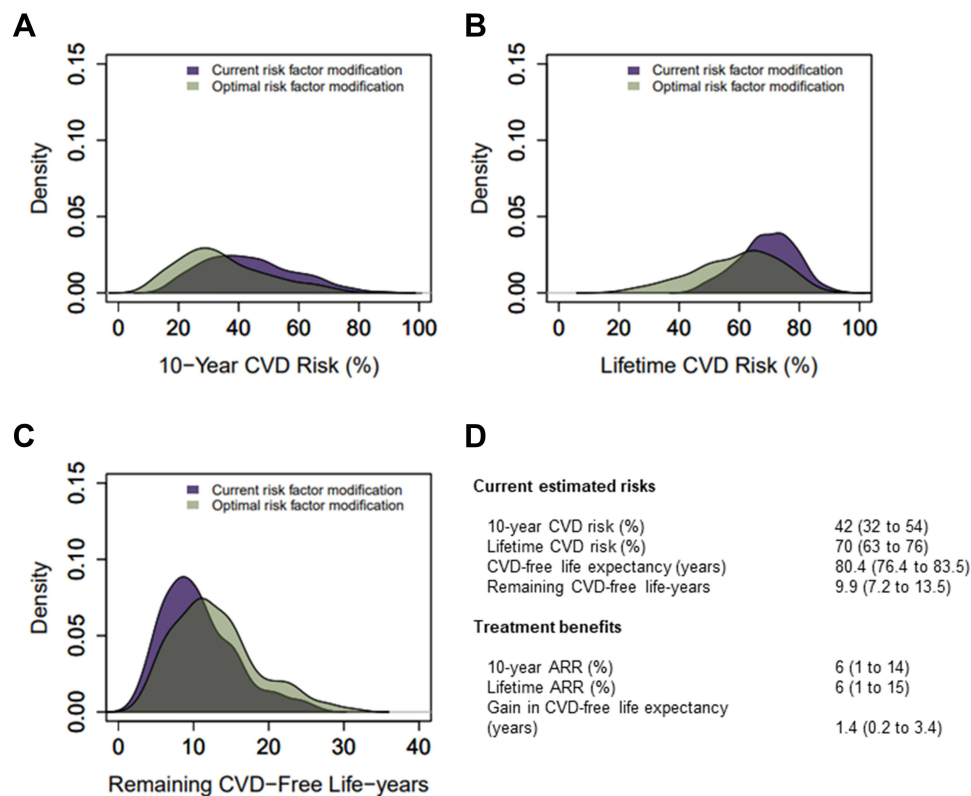 A
0.15
0.10
0.05
0.00
Density
Current risk factor modification
Optimal risk factor modification
0 20 40 60 80 100
10−Year CVD Risk (%)
B
0.15
0.10
0.05
0.00
Density
Current risk factor modification
Optimal risk factor modification
0 20 40 60 80 100
Lifetime CVD Risk (%)
C
0.15
0.10
0.05
0.00
Density
Current risk factor modification
Optimal risk factor modification
0 10 20 30 40
Remaining CVD−Free Life−years
D
Current estimated risks
10-year CVD risk (%) 42 (32 to 54)
Lifetime CVD risk (%) 70 (63 to 76)
CVD-free life expectancy (years) 80.4 (76.4 to 83.5)
Remaining CVD-free life-years 9.9 (7.2 to 13.5)
Treatment benefits
10-year ARR (%) 6 (1 to 14)
Lifetime ARR (%) 6 (1 to 15)
Gain in CVD-free life expectancy
(years) 1.4 (0.2 to 3.4)